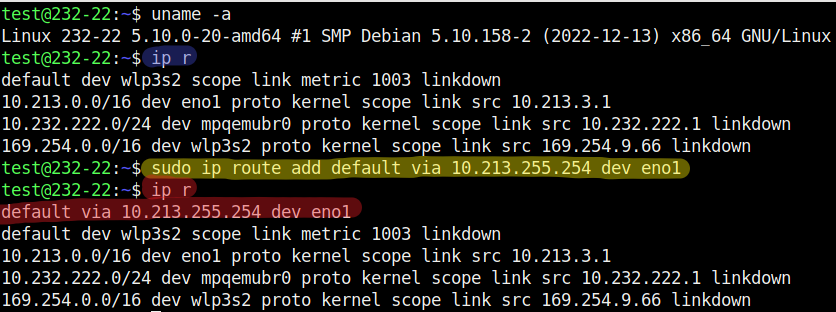 test@232-22:~$ uname -a
Linux 232-22 5.10.0-20-amd64 #1 SMP Debian 5.10.158-2 (2022-12-13) x86_64 GNU/Linux
test@232-22:~$ ip r
default dev wlp3s2 scope link metric 1003 linkdown
10.213.0.0/16 dev eno1 proto kernel scope link src 10.213.3.1
10.232.222.0/24 dev mpqemubr0 proto kernel scope link src 10.232.222.1 linkdown
169.254.0.0/16 dev wlp3s2 proto kernel scope link src 169.254.9.66 linkdown
test@232-22:~$ sudo ip route add default via 10.213.255.254 dev eno1
test@232-22:~$ ip r
default via 10.213.255.254 dev eno1
default dev wlp3s2 scope link metric 1003 linkdown
10.213.0.0/16 dev eno1 proto kernel scope link src 10.213.3.1
10.232.222.0/24 dev mpqemubr0 proto kernel scope link src 10.232.222.1 linkdown
169.254.0.0/16 dev wlp3s2 proto kernel scope link src 169.254.9.66 linkdown